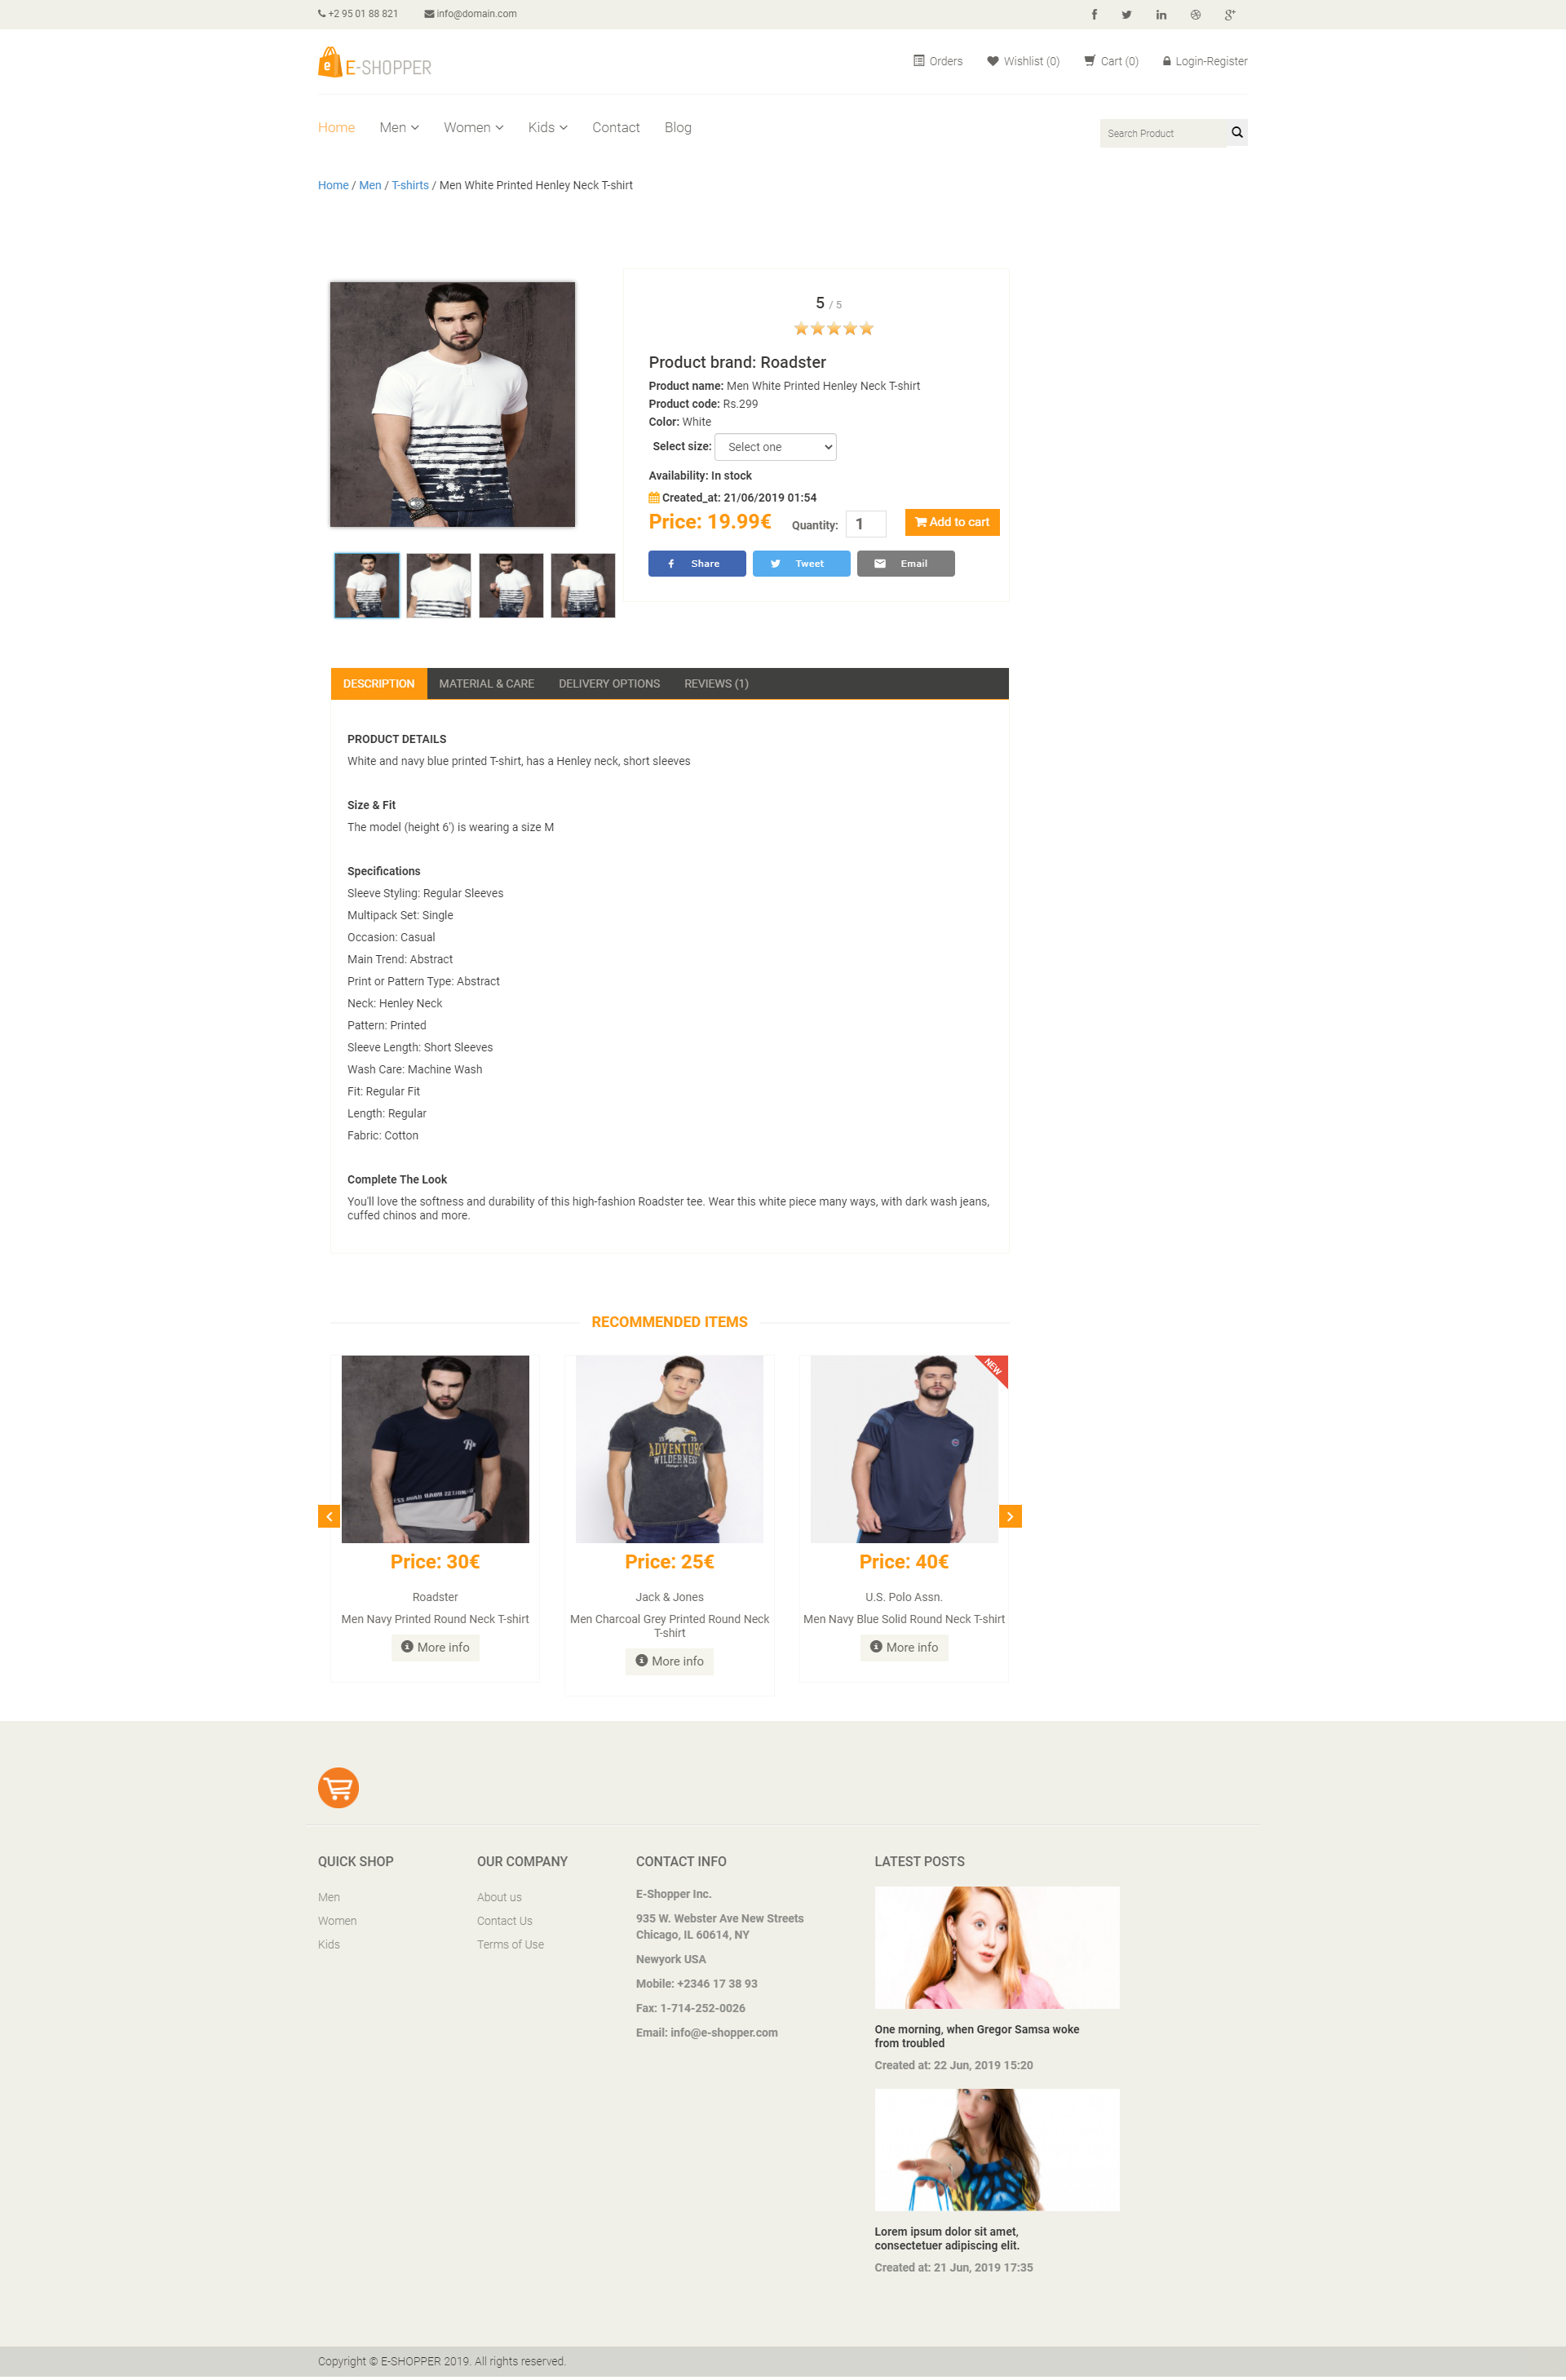 +2 95 01 88 821 info@domain.com
E-SHOPPER
Orders Wishlist (0) Cart (0) Login-Register
Home Men Women Kids Contact Blog
Search Product
Home / Men / T-shirts / Men White Printed Henley Neck T-shirt
5 / 5
Product brand: Roadster
Product name: Men White Printed Henley Neck T-shirt
Product code: Rs.299
Color: White
Select size: Select one
Availability: In stock
Created_at: 21/06/2019 01:54
Price: 19.99€ Quantity: 1 Add to cart
Share Tweet Email
DESCRIPTION MATERIAL & CARE DELIVERY OPTIONS REVIEWS (1)
PRODUCT DETAILS
White and navy blue printed T-shirt, has a Henley neck, short sleeves
Size & Fit
The model (height 6') is wearing a size M
Specifications
Sleeve Styling: Regular Sleeves
Multipack Set: Single
Occasion: Casual
Main Trend: Abstract
Print or Pattern Type: Abstract
Neck: Henley Neck
Pattern: Printed
Sleeve Length: Short Sleeves
Wash Care: Machine Wash
Fit: Regular Fit
Length: Regular
Fabric: Cotton
Complete The Look
You'll love the softness and durability of this high-fashion Roadster tee. Wear this white piece many ways, with dark wash jeans,
cuffed chinos and more.
RECOMMENDED ITEMS
ADVENTURE
WILDERNESS
NEW
Price: 30€
Roadster
Men Navy Printed Round Neck T-shirt
More info
Price: 25€
Jack & Jones
Men Charcoal Grey Printed Round Neck
T-shirt
More info
Price: 40€
U.S. Polo Assn.
Men Navy Blue Solid Round Neck T-shirt
More info
QUICK SHOP
Men
Women
Kids
OUR COMPANY
About us
Contact Us
Terms of Use
CONTACT INFO
E-Shopper Inc.
935 W. Webster Ave New Streets
Chicago, IL 60614, NY
Newyork USA
Mobile: +2346 17 38 93
Fax: 1-714-252-0026
Email: info@e-shopper.com
LATEST POSTS
One morning, when Gregor Samsa woke
from troubled
Created at: 22 Jun, 2019 15:20
Lorem ipsum dolor sit amet,
consectetuer adipiscing elit.
Created at: 21 Jun, 2019 17:35
Copyright © E-SHOPPER 2019. All rights reserved.